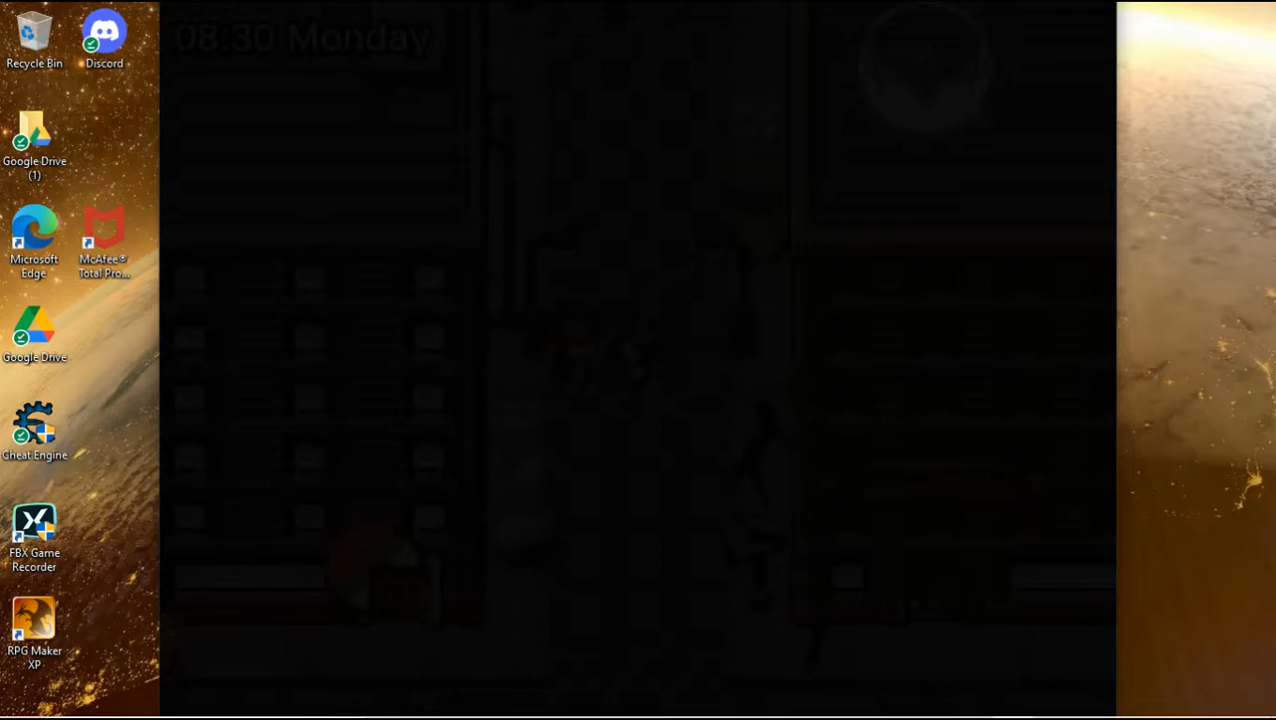 08:30 Monday
Recycle Bin
Discord
Google Drive
(1)
Microsoft
Edge
McAfee®
Total Pro...
Google Drive
Cheat Engine
FBX Game
Recorder
RPG Maker
XP